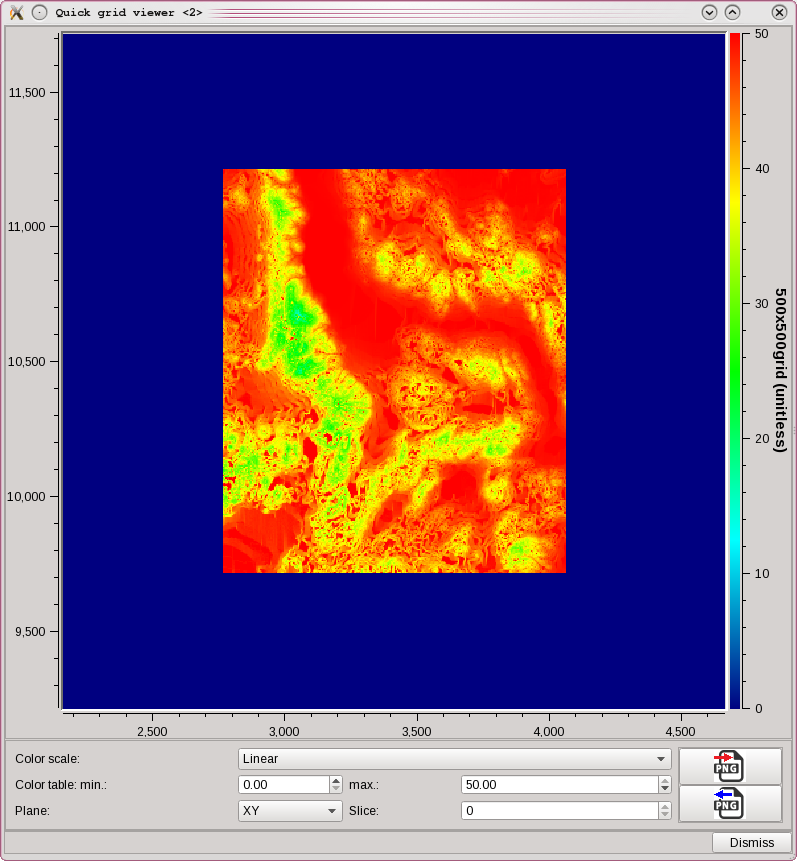 Quick grid viewer <2>
50
40
30
20
10
0
500x500grid (unitless)
11,500
11,000
10,500
10,000
9,500
2,500 3,000 3,500 4,000 4,500
Color scale: Linear
PNG
Color table: min.: 0.00 max.: 50.00
PNG
Plane: XY Slice: 0
Dismiss